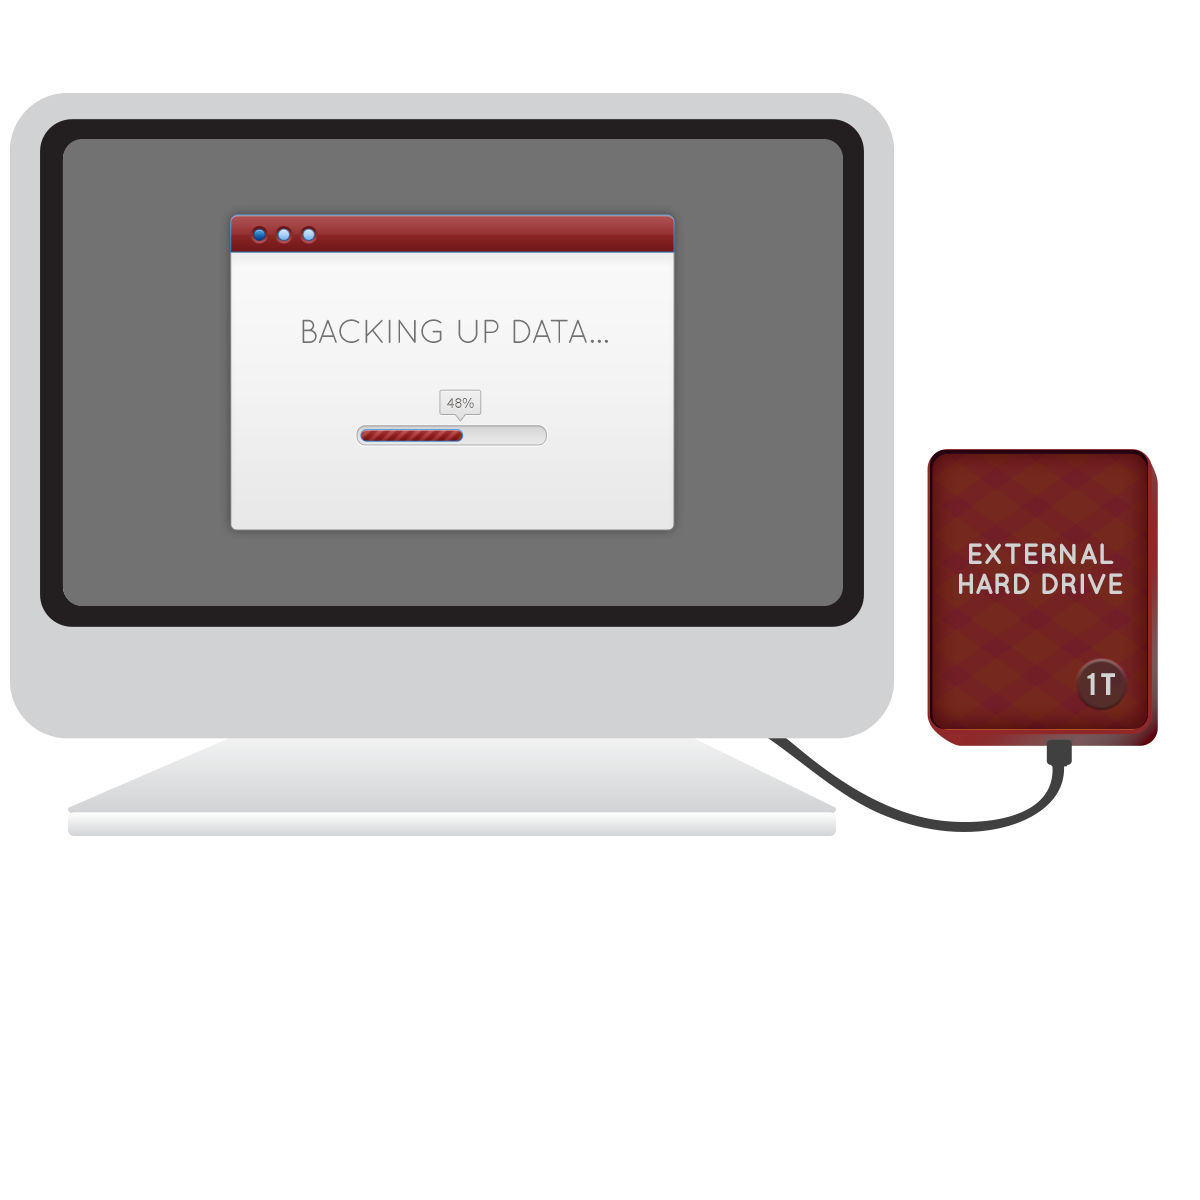 BACKING UP DATA...
48%
EXTERNAL
HARD DRIVE
1T